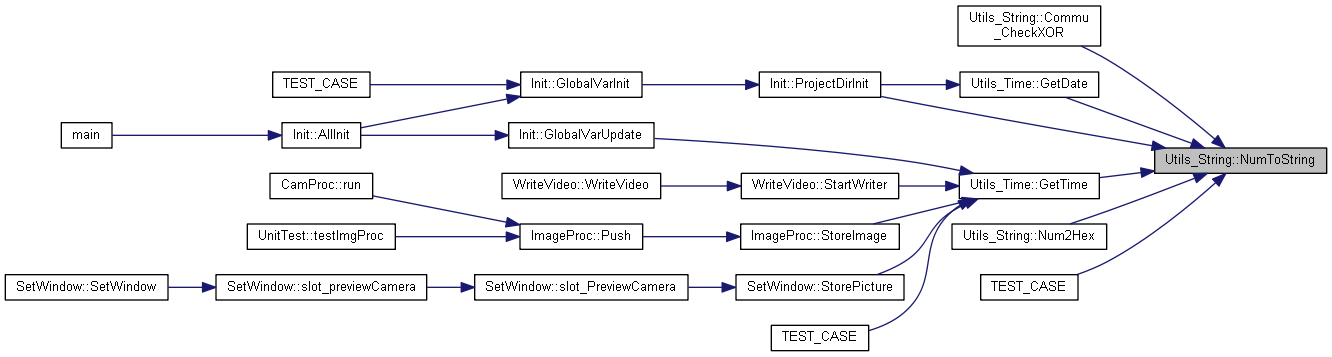 Utils_String::Commu
_CheckXOR
TEST_CASE
Init::GlobalVarInit
Init::ProjectDirInit
Utils_Time::GetDate
main
Init::AllInit
Init::GlobalVarUpdate
Utils_String::NumToString
CamProc::run
WriteVideo::WriteVideo
WriteVideo::StartWriter
Utils_Time::GetTime
UnitTest::testImgProc
ImageProc::Push
ImageProc::StoreImage
Utils_String::Num2Hex
SetWindow::SetWindow
SetWindow::slot_previewCamera
SetWindow::slot_PreviewCamera
SetWindow::StorePicture
TEST_CASE
TEST_CASE